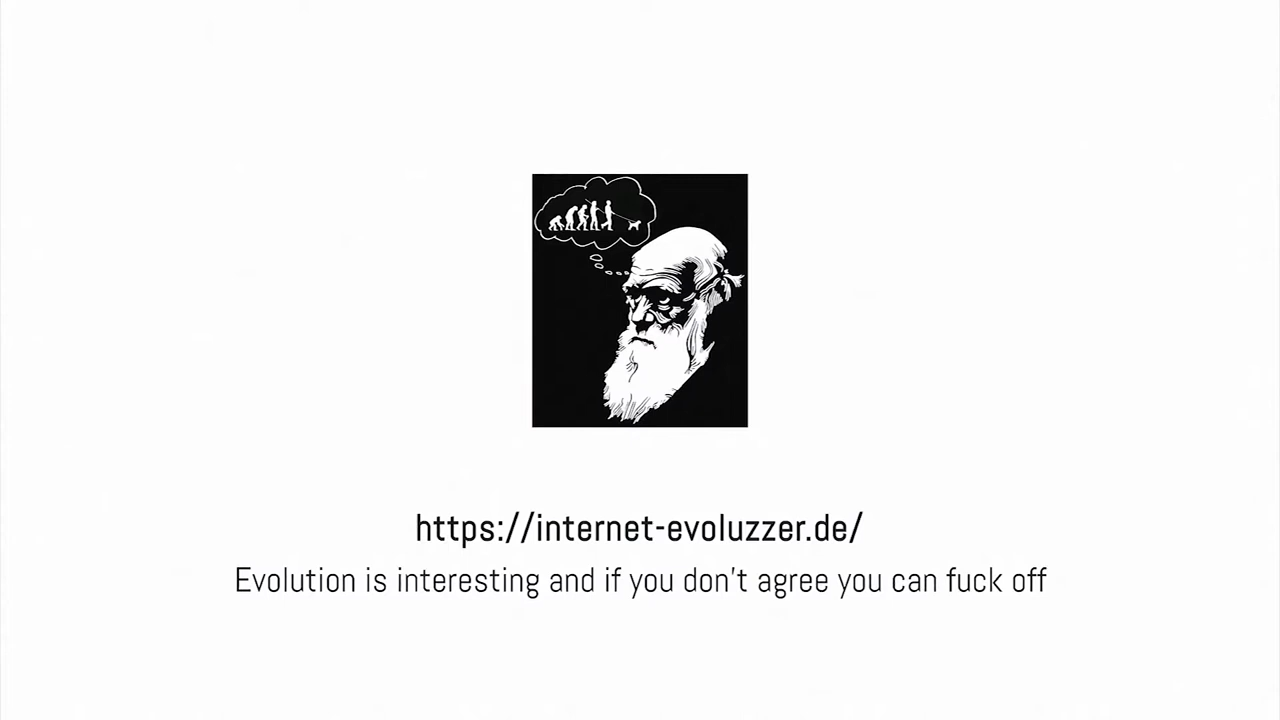 https://internet-evoluzzer.de/
Evolution is interesting and if you don't agree you can fuck off